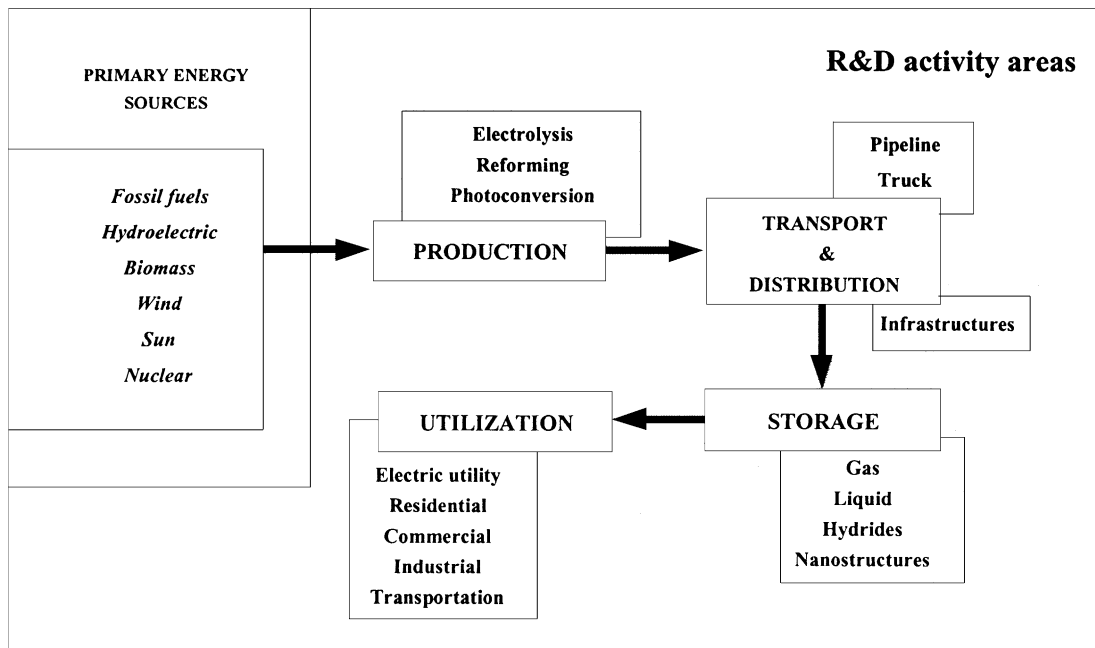 R&D activity areas
PRIMARY ENERGY
SOURCES
Fossil fuels
Hydroelectric
Biomass
Wind
Sun
Nuclear
Electrolysis
Reforming
Photoconversion
PRODUCTION
Pipeline
Truck
TRANSPORT
&
DISTRIBUTION
Infrastructures
STORAGE
Gas
Liquid
Hydrides
Nanostructures
UTILIZATION
Electric utility
Residential
Commercial
Industrial
Transportation